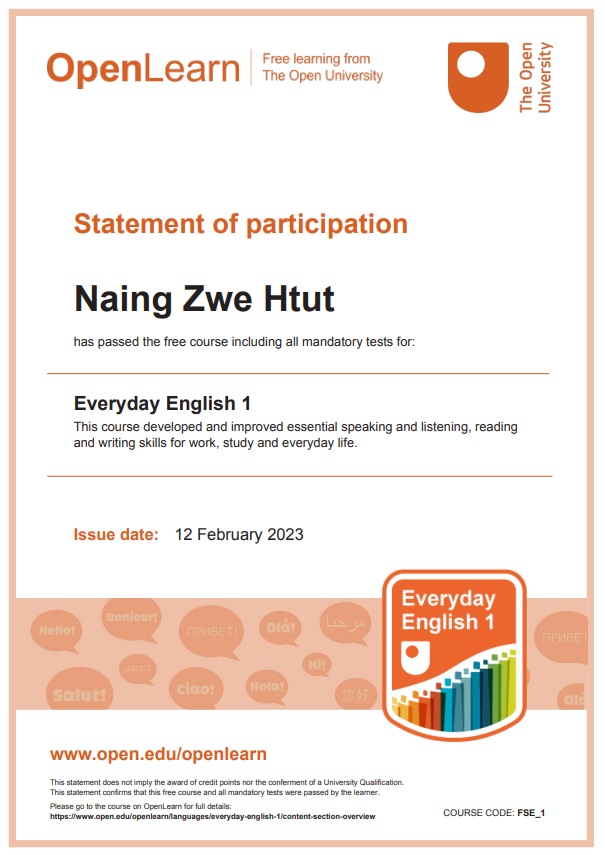 OpenLearn
Free learning from
The Open University
The Open
University
Statement of participation
Naing Zwe Htut
has passed the free course including all mandatory tests for:
Everyday English 1
This course developed and improved essential speaking and listening, reading
and writing skills for work, study and everyday life.
Issue date: 12 February 2023
Hello!
Bonjour!
ПРИВЕТ!
Olá!
مرحبا
ПРИВЕТ
Salut!
नमस्ते
Ciao!
Hola!
Hi!
您好
Olá
Everyday
English 1
www.open.edu/openlearn
This statement does not imply the award of credit points nor the conferment of a University Qualification.
This statement confirms that this free course and all mandatory tests were passed by the learner.
Please go to the course on OpenLearn for full details:
https://www.open.edu/openlearn/languages/everyday-english-1/content-section-overview
COURSE CODE: FSE_1